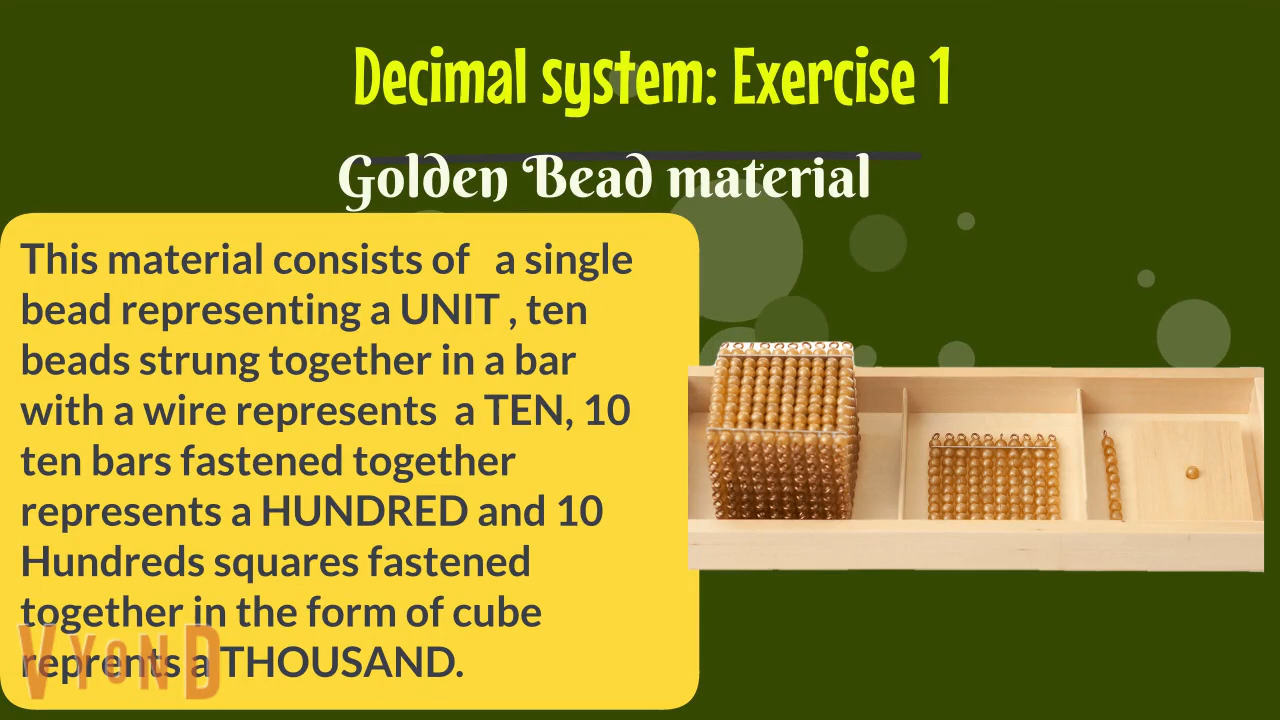 Decimal system: Exercise 1
Golden Bead material
This material consists of a single
bead representing a UNIT , ten
beads strung together in a bar
with a wire represents a TEN, 10
ten bars fastened together
represents a HUNDRED and 10
Hundreds squares fastened
together in the form of cube
reprents a THOUSAND.
VYOND